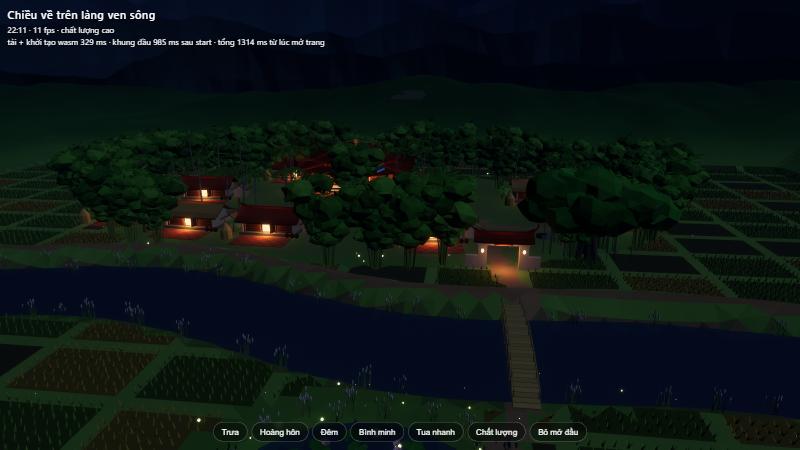 Chiều về trên làng ven sông
22:11 · 11 fps · chất lượng cao
tải + khởi tạo wasm 329 ms · khung đầu 985 ms sau start · tổng 1314 ms từ lúc mở trang
Trưa
Hoàng hôn
Đêm
Bình minh
Tua nhanh
Chất lượng
Bỏ mở đầu